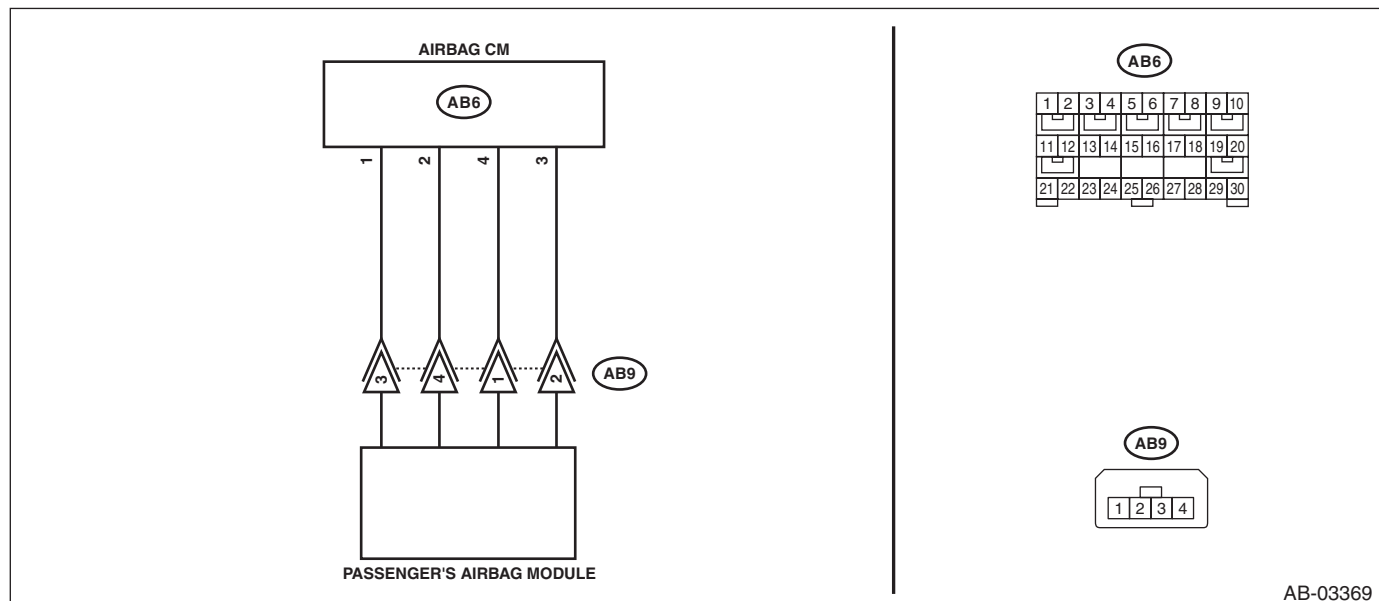 AIRBAG CM
AB6
1 2 4 3
3 4 1 2
AB9
PASSENGER'S AIRBAG MODULE
AB6
1 2 3 4 5 6 7 8 9 10
11 12 13 14 15 16 17 18 19 20
21 22 23 24 25 26 27 28 29 30
AB9
1 2 3 4
AB-03369